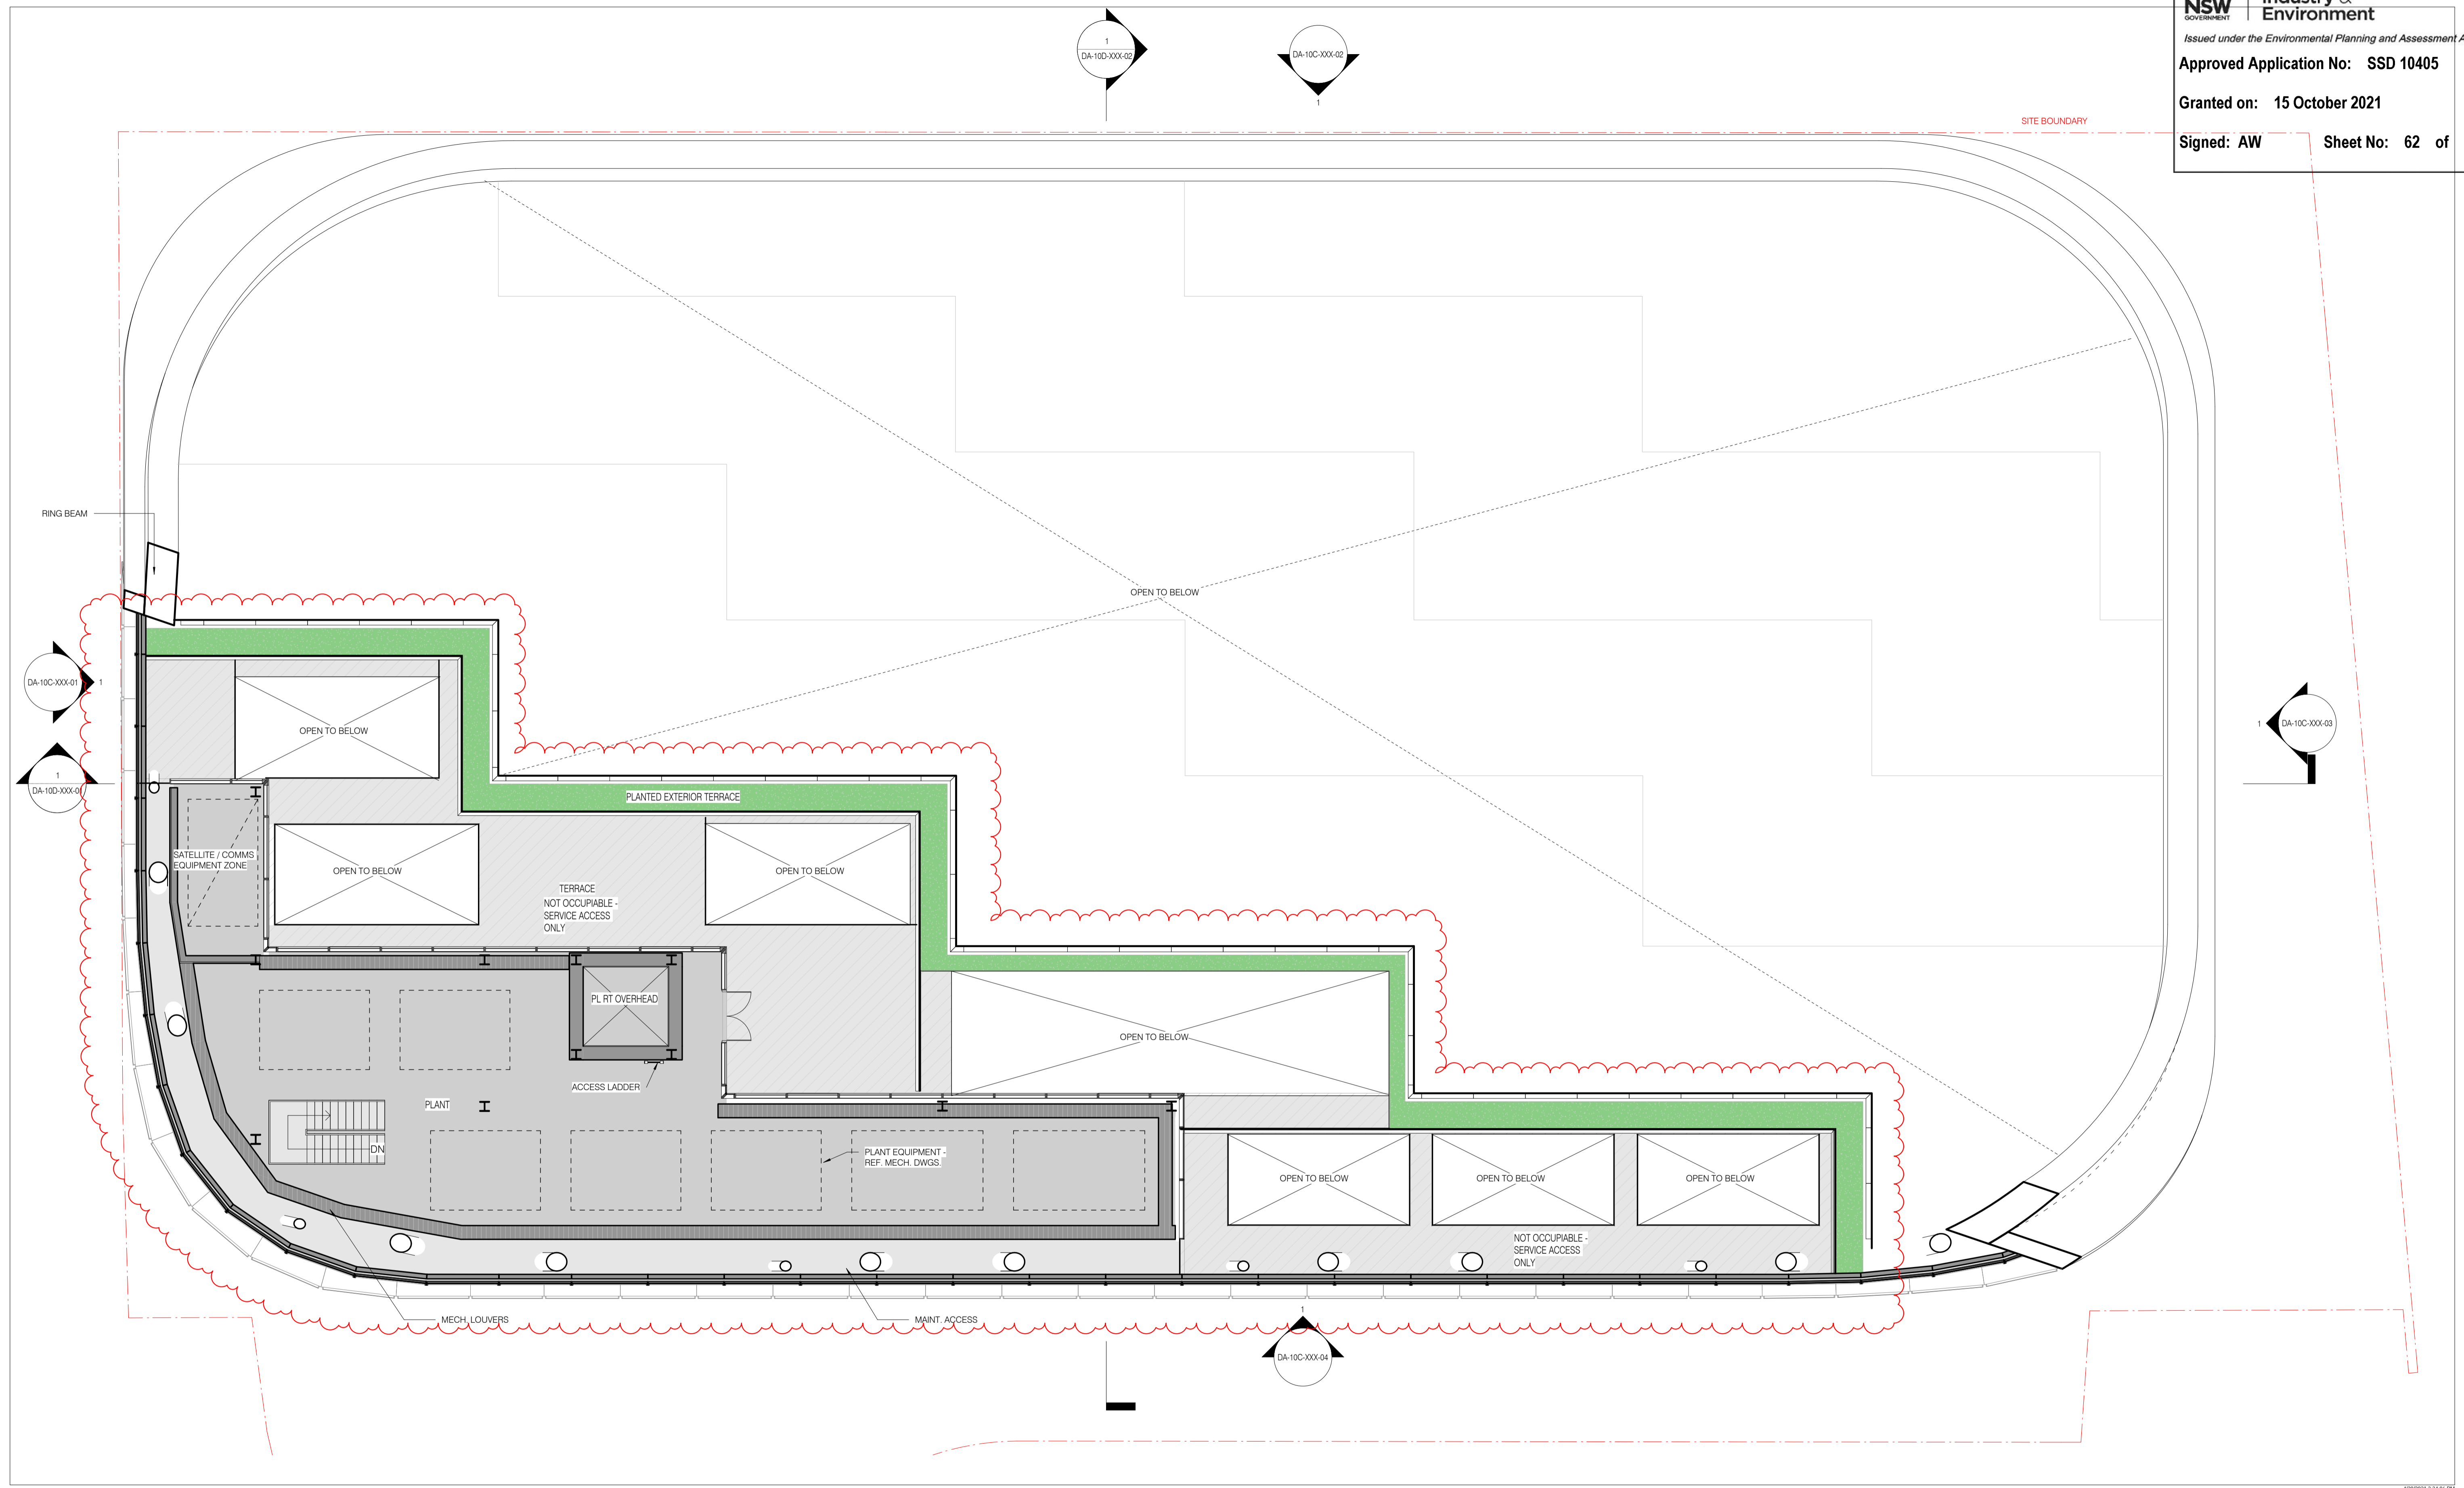 NSW
GOVERNMENT
Industry &
Environment
Issued under the Environmental Planning and Assessment A
Approved Application No: SSD 10405
Granted on: 15 October 2021
Signed: AW Sheet No: 62 of
1
DA-10D-XXX-02
DA-10C-XXX-02
1
SITE BOUNDARY
RING BEAM
OPEN TO BELOW
DA-10C-XXX-01
1
1
DA-10D-XXX-01
1
DA-10C-XXX-03
OPEN TO BELOW
PLANTED EXTERIOR TERRACE
SATELLITE / COMMS
EQUIPMENT ZONE
OPEN TO BELOW
OPEN TO BELOW
TERRACE
NOT OCCUPIABLE -
SERVICE ACCESS
ONLY
PL RT OVERHEAD
OPEN TO BELOW
ACCESS LADDER
PLANT
DN
PLANT EQUIPMENT -
REF. MECH. DWGS.
OPEN TO BELOW
OPEN TO BELOW
OPEN TO BELOW
NOT OCCUPIABLE -
SERVICE ACCESS
ONLY
MECH. LOUVERS
MAINT. ACCESS
1
DA-10C-XXX-04